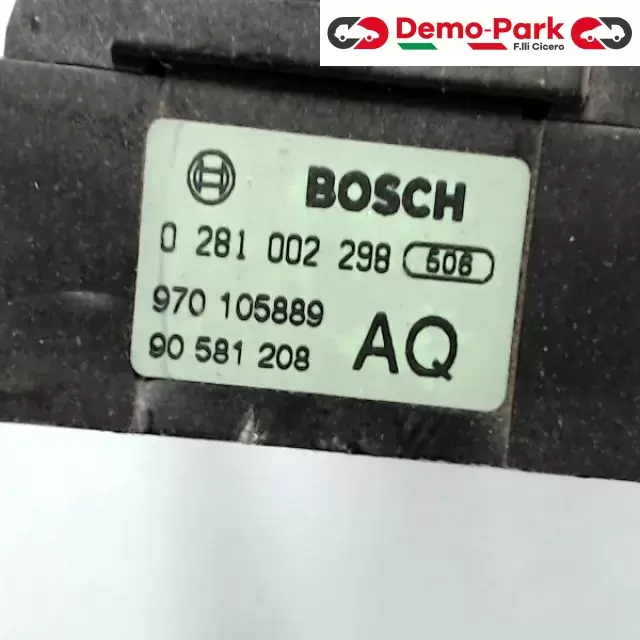 Demo-Park
F.lli Cicero
BOSCH
0 281 002 298 506
970 105889
90 581 208
AQ